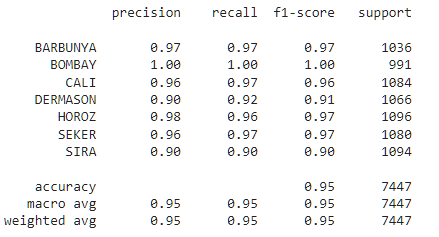 precision recall f1-score support
BARBUNYA 0.97 0.97 0.97 1036
BOMBAY 1.00 1.00 1.00 991
CALI 0.96 0.97 0.96 1084
DERMASON 0.90 0.92 0.91 1066
HOROZ 0.98 0.96 0.97 1096
SEKER 0.96 0.97 0.97 1080
SIRA 0.90 0.90 0.90 1094
accuracy 0.95 7447
macro avg 0.95 0.95 0.95 7447
weighted avg 0.95 0.95 0.95 7447